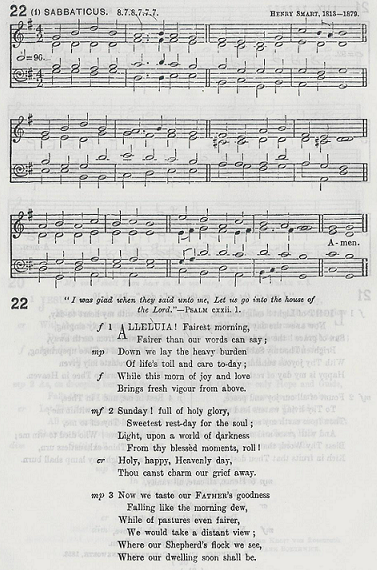 22 (1) SABBATICUS. 8.7.8,7.7.7. HENRY SMART, 1813—1879.
=96.
A-men.
22
"I was glad when they said unto me, Let us go into the house of
the Lord."—PSALM cxxii. 1.
f 1 ALLELUIA! Fairest morning,
Fairer than our words can say;
mp Down we lay the heavy burden
Of life's toil and care to-day;
f While this morn of joy and love
Brings fresh vigour from above.
mf 2 Sunday! full of holy glory,
Sweetest rest-day for the soul;
Light, upon a world of darkness
From thy blessèd moments, roll!
cr Holy, happy, Heavenly day,
Thou canst charm our grief away.
mp 3 Now we taste our FATHER'S goodness
Falling like the morning dew,
While of pastures even fairer,
We would take a distant view;
Where our Shepherd's flock we see,
Where our dwelling soon shall be.